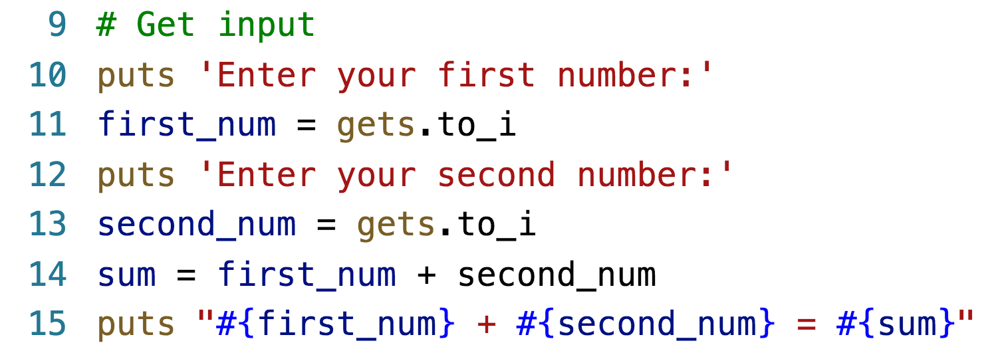 9 # Get input
10 puts 'Enter your first number:'
11 first_num = gets.to_i
12 puts 'Enter your second number:'
13 second_num = gets.to_i
14 sum = first_num + second_num
15 puts "#{first_num} + #{second_num} = #{sum}"